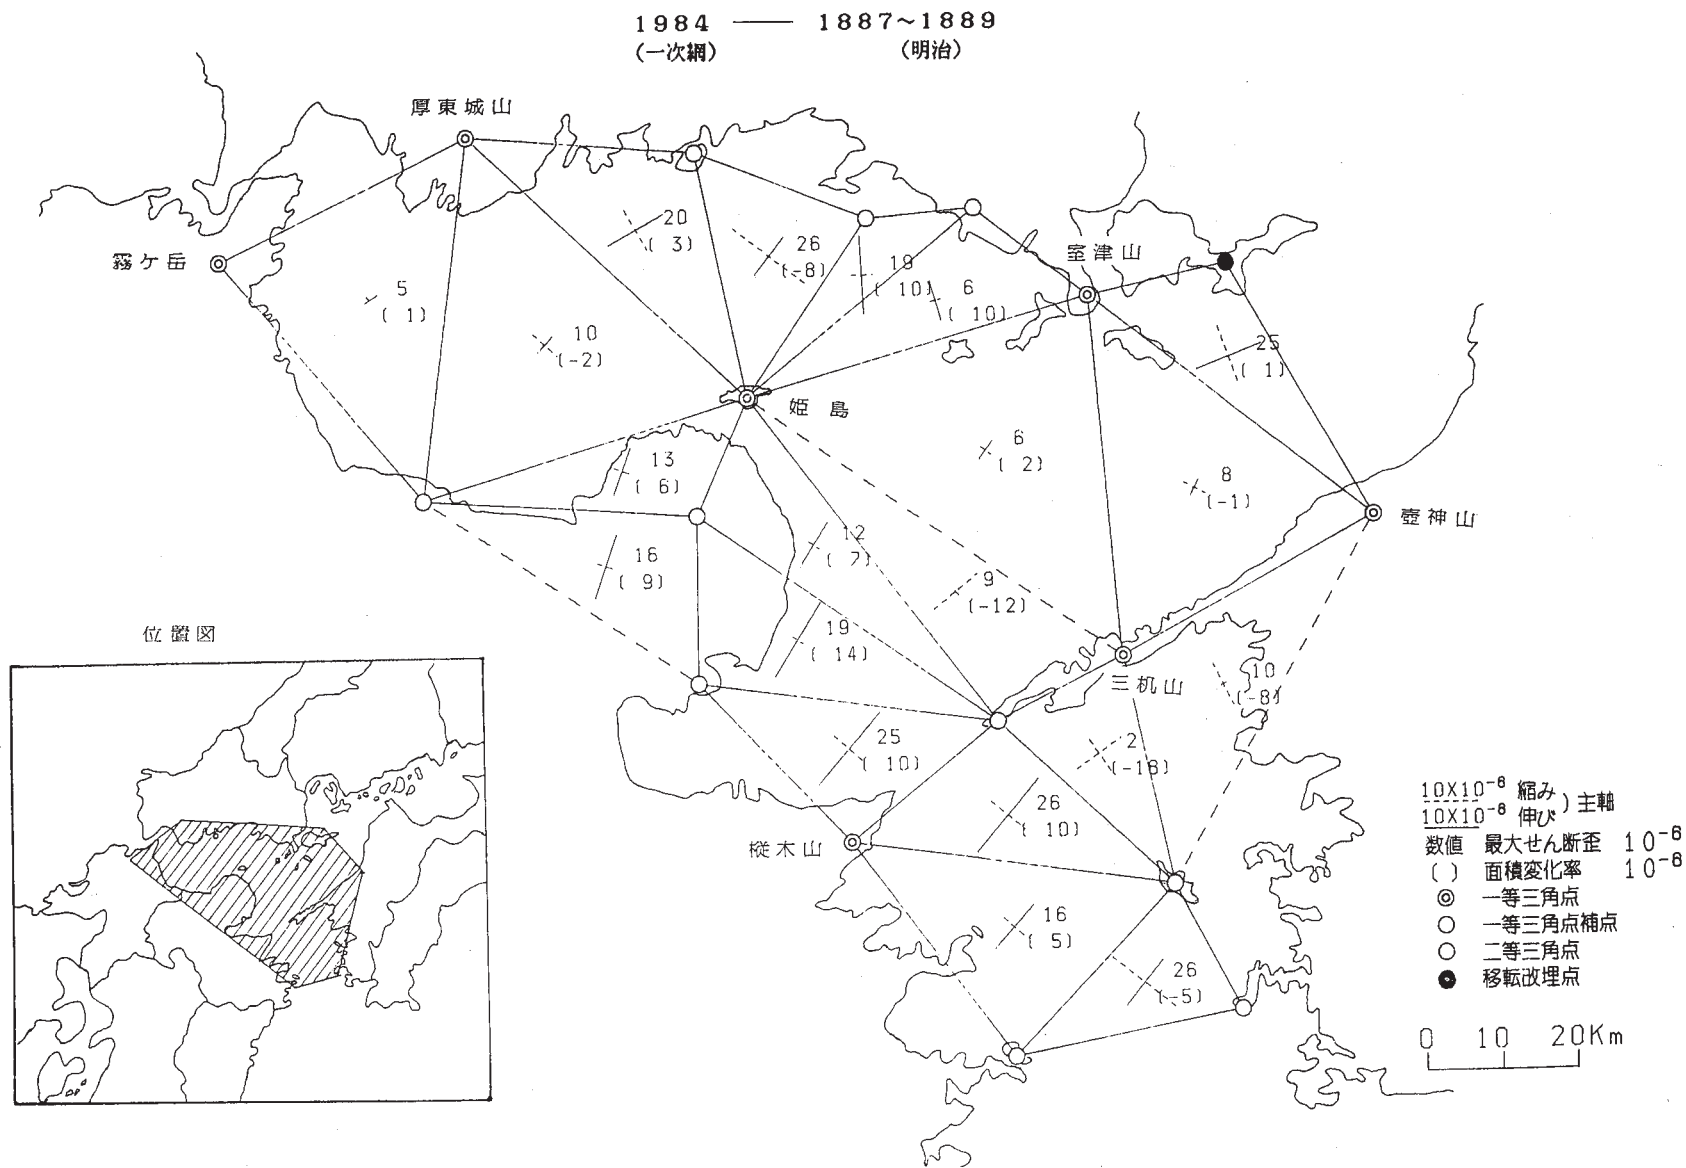 1984 —— 1887~1889
(一次網) (明治)
厚東城山
霧ケ岳
室津山
姫島
壺神山
三机山
樅木山
20
( 3)
26
(-8)
19
( 10)
6
( 10)
5
( 1)
10
(-2)
25
( 1)
6
( 2)
8
(-1)
13
( 6)
12
( 7)
16
( 9)
9
(-12)
19
( 14)
10
(-8)
25
( 10)
2
(-18)
26
( 10)
16
( 5)
26
(-5)
位置図
10X10⁻⁶ 縮み
10X10⁻⁶ 伸び ) 主軸
数値 最大せん断歪 10⁻⁶
( ) 面積変化率 10⁻⁶
一等三角点
一等三角点補点
二等三角点
移転改埋点
0 10 20Km